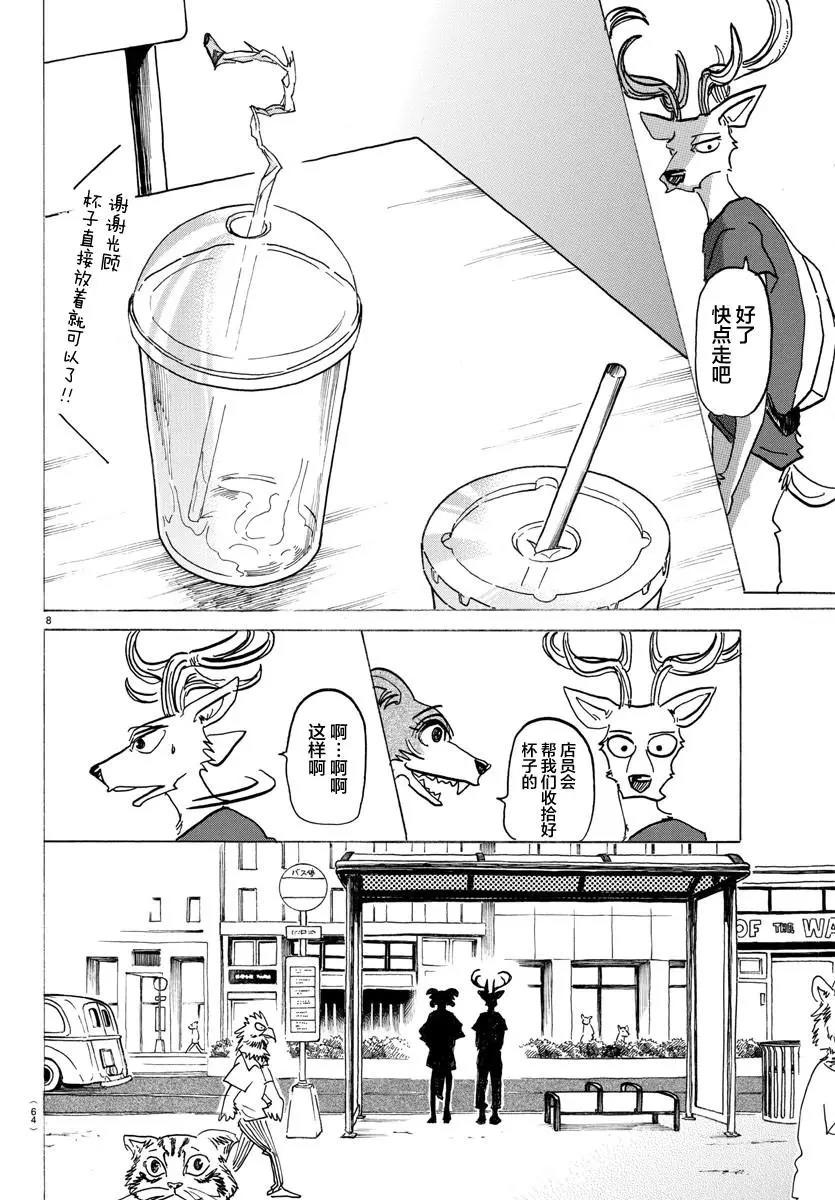 好了
快点走吧
谢谢光顾
杯子直接放着就可以了!!
8
店员会
帮我们收拾好
杯子的
啊…啊啊
这样啊
バス停
OF THE WA
64